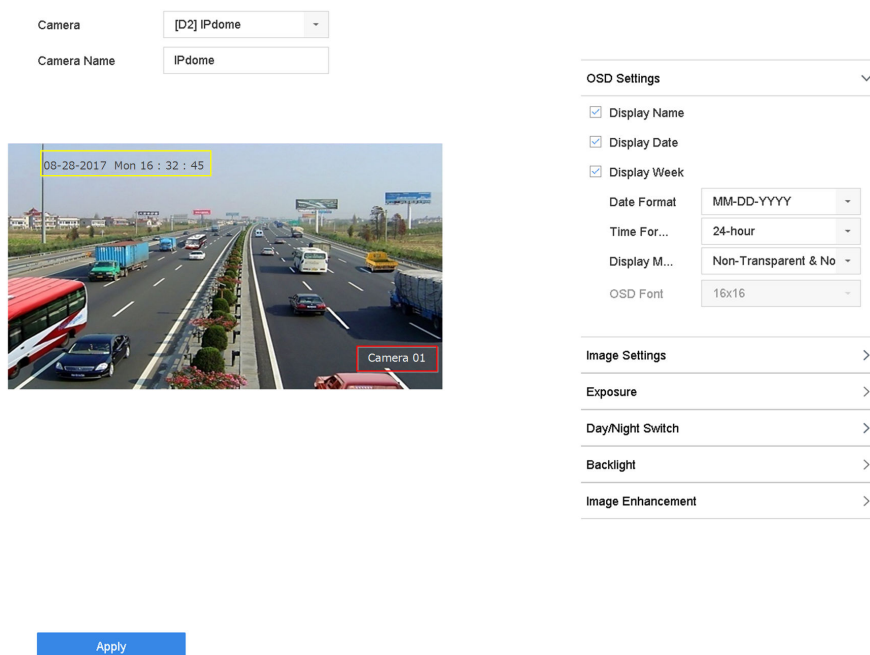 Camera [D2] IPdome
Camera Name IPdome
OSD Settings
Display Name
Display Date
Display Week
Date Format MM-DD-YYYY
Time For... 24-hour
Display M... Non-Transparent & No
OSD Font 16x16
08-28-2017 Mon 16 : 32 : 45
Camera 01
Image Settings
Exposure
Day/Night Switch
Backlight
Image Enhancement
Apply